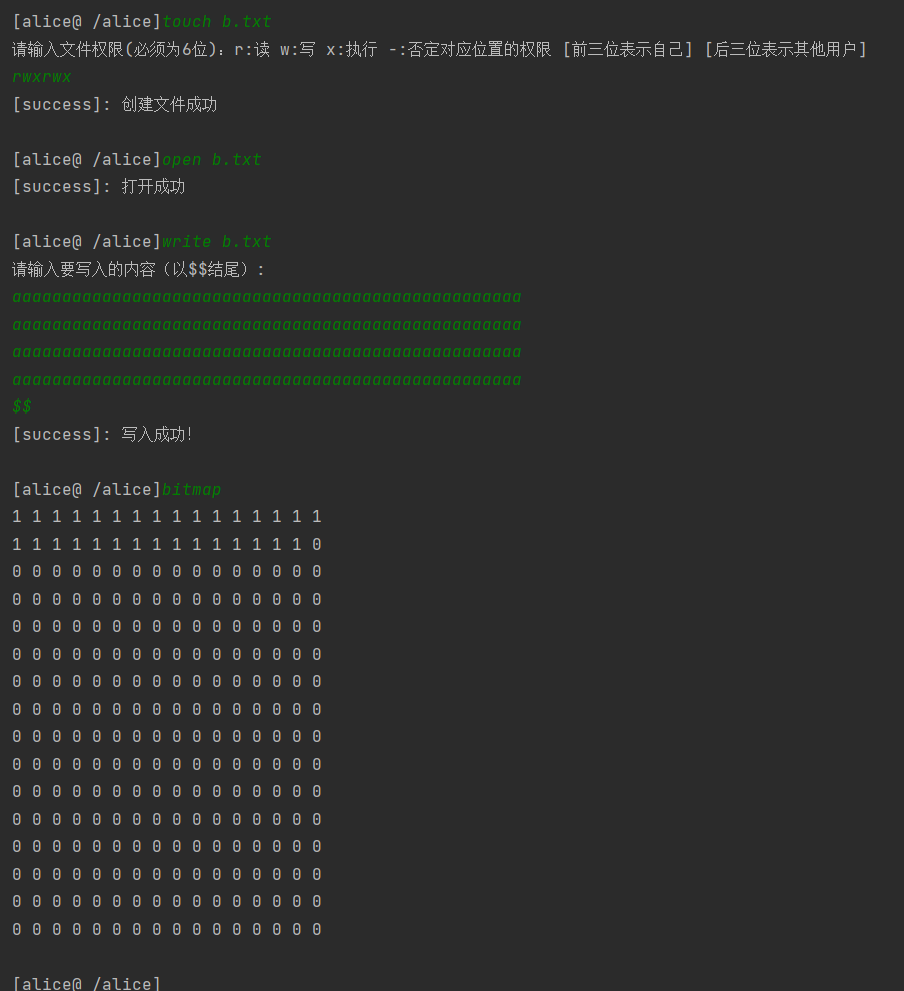 [alice@ /alice]touch b.txt
请输入文件权限(必须为6位)：r:读 w:写 x:执行 -:否定对应位置的权限 [前三位表示自己] [后三位表示其他用户]
rwxrwx
[success]: 创建文件成功
[alice@ /alice]open b.txt
[success]: 打开成功
[alice@ /alice]write b.txt
请输入要写入的内容（以$$结尾）：
aaaaaaaaaaaaaaaaaaaaaaaaaaaaaaaaaaaaaaaaaaaaaaaaaaa
aaaaaaaaaaaaaaaaaaaaaaaaaaaaaaaaaaaaaaaaaaaaaaaaaaa
aaaaaaaaaaaaaaaaaaaaaaaaaaaaaaaaaaaaaaaaaaaaaaaaaaa
aaaaaaaaaaaaaaaaaaaaaaaaaaaaaaaaaaaaaaaaaaaaaaaaaaa
$$
[success]: 写入成功！
[alice@ /alice]bitmap
1 1 1 1 1 1 1 1 1 1 1 1 1 1 1 1
1 1 1 1 1 1 1 1 1 1 1 1 1 1 1 0
0 0 0 0 0 0 0 0 0 0 0 0 0 0 0 0
0 0 0 0 0 0 0 0 0 0 0 0 0 0 0 0
0 0 0 0 0 0 0 0 0 0 0 0 0 0 0 0
0 0 0 0 0 0 0 0 0 0 0 0 0 0 0 0
0 0 0 0 0 0 0 0 0 0 0 0 0 0 0 0
0 0 0 0 0 0 0 0 0 0 0 0 0 0 0 0
0 0 0 0 0 0 0 0 0 0 0 0 0 0 0 0
0 0 0 0 0 0 0 0 0 0 0 0 0 0 0 0
0 0 0 0 0 0 0 0 0 0 0 0 0 0 0 0
0 0 0 0 0 0 0 0 0 0 0 0 0 0 0 0
0 0 0 0 0 0 0 0 0 0 0 0 0 0 0 0
0 0 0 0 0 0 0 0 0 0 0 0 0 0 0 0
0 0 0 0 0 0 0 0 0 0 0 0 0 0 0 0
0 0 0 0 0 0 0 0 0 0 0 0 0 0 0 0
[alice@ /alice]